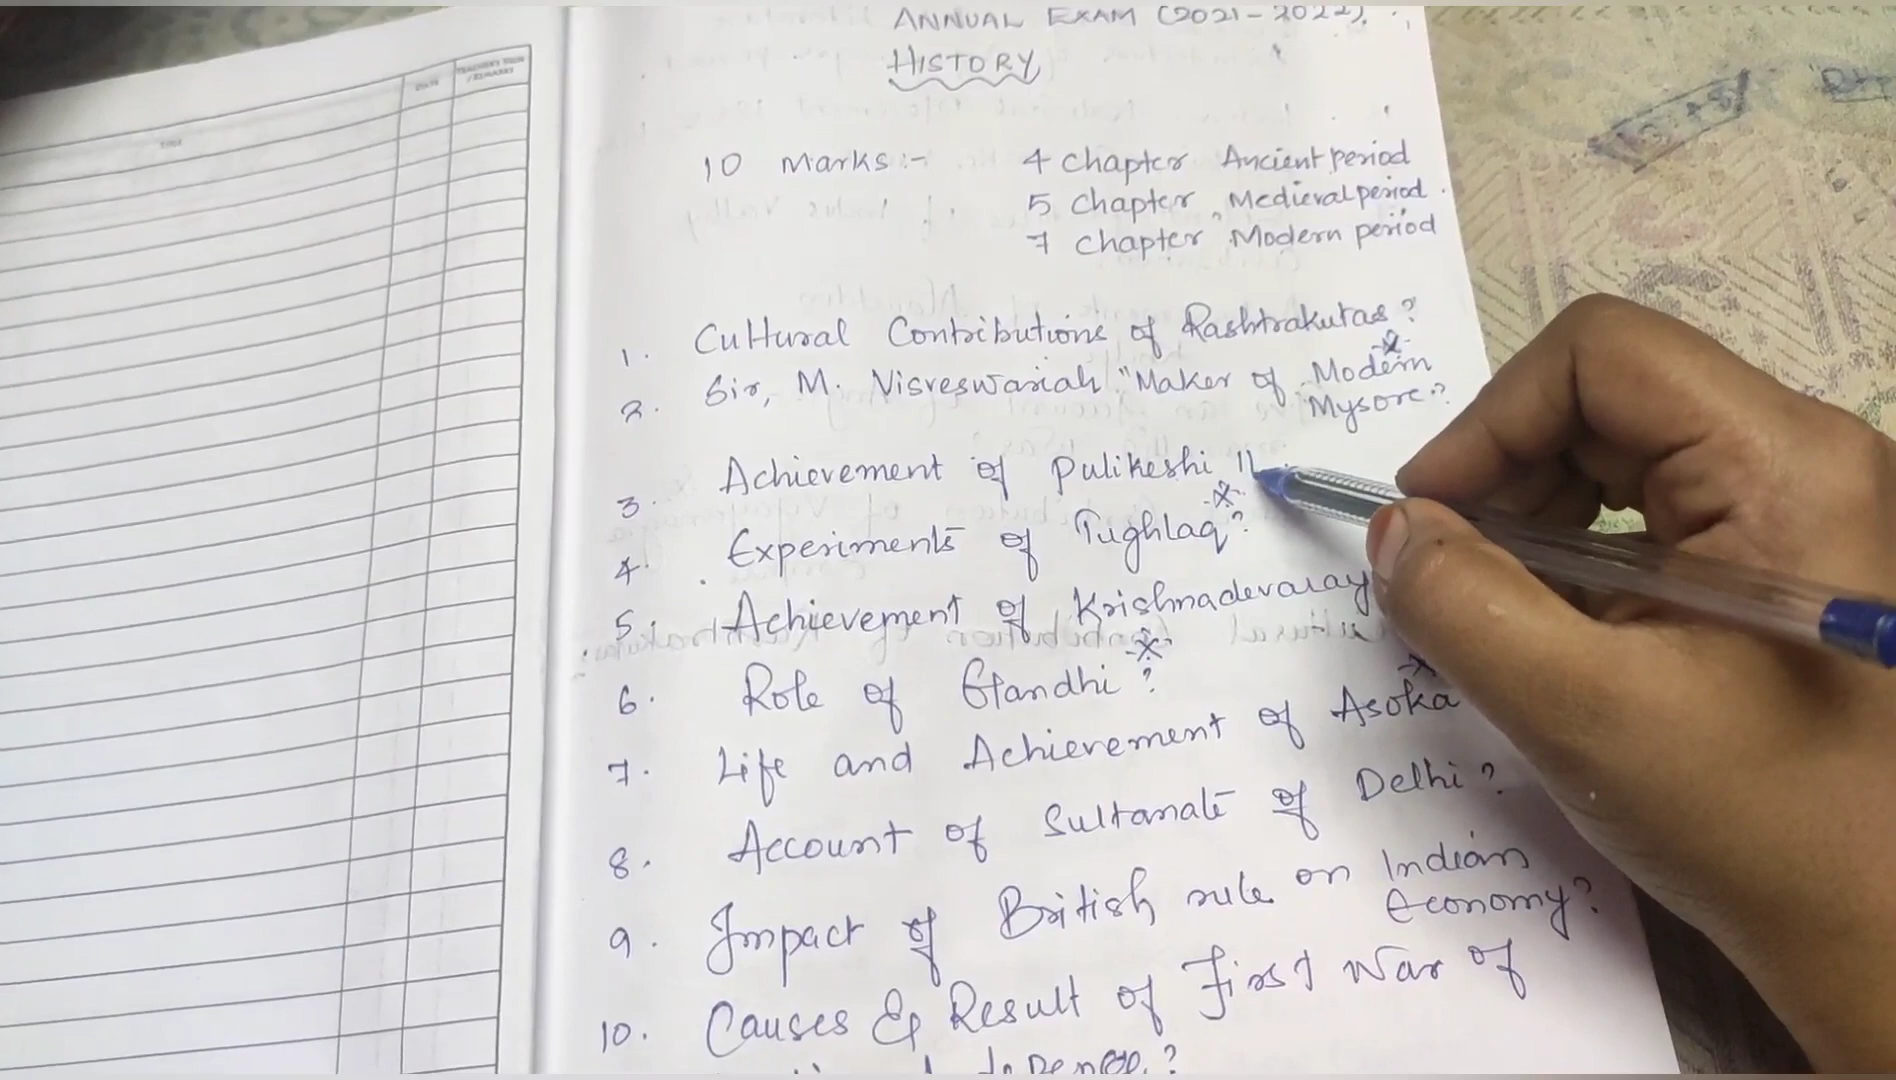 ANNUAL EXAM (2021-2022).
HISTORY
10 Marks:- 4 chapter Ancient period
5 chapter " Medieval period.
7 chapter " Modern period
1. Cultural Contributions of Rashtrakutas?
2. Sir, M. Visveswariah "Maker of Modern
Mysore?
3. Achievement of Pulikeshi II
4. Experiments of Tughlaq?
5. Achievement of Krishnadevaray
6. Role of Gandhi?
7. Life and Achievement of Asoka
8. Account of Sultanate of Delhi?
9. Impact of British rule on Indian
Economy?
10. Causes & Result of First War of